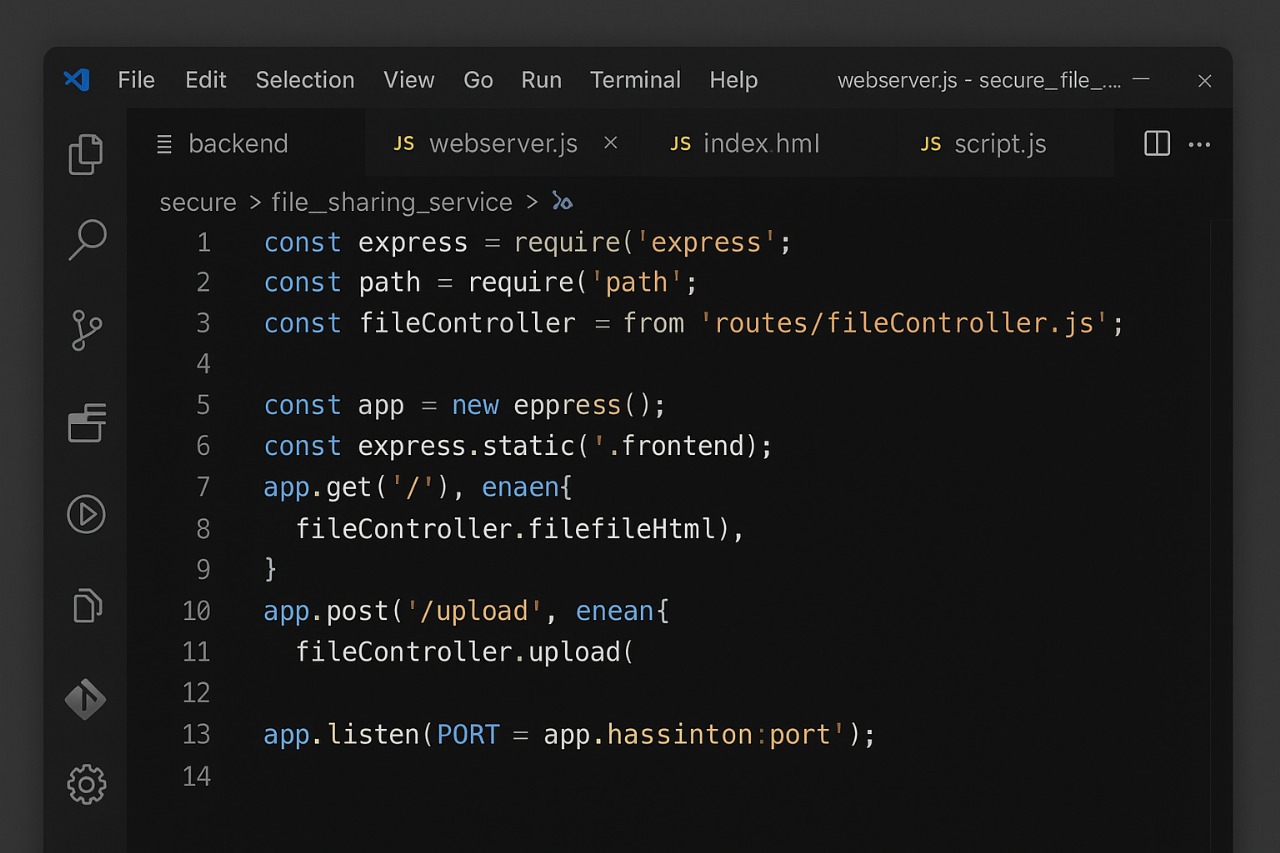 File Edit Selection View Go Run Terminal Help webserver.js - secure_file_....
backend JS webserver.js JS index.hml JS script.js
secure > file_sharing_service >
1 const express = require('express';
2 const path = require('path';
3 const fileController = from 'routes/fileController.js';
4
5 const app = new eppress();
6 const express.static('.frontend);
7 app.get('/'), enaen{
8 fileController.filefileHtml),
9 }
10 app.post('/upload', enean{
11 fileController.upload(
12
13 app.listen(PORT = app.hassinton:port');
14